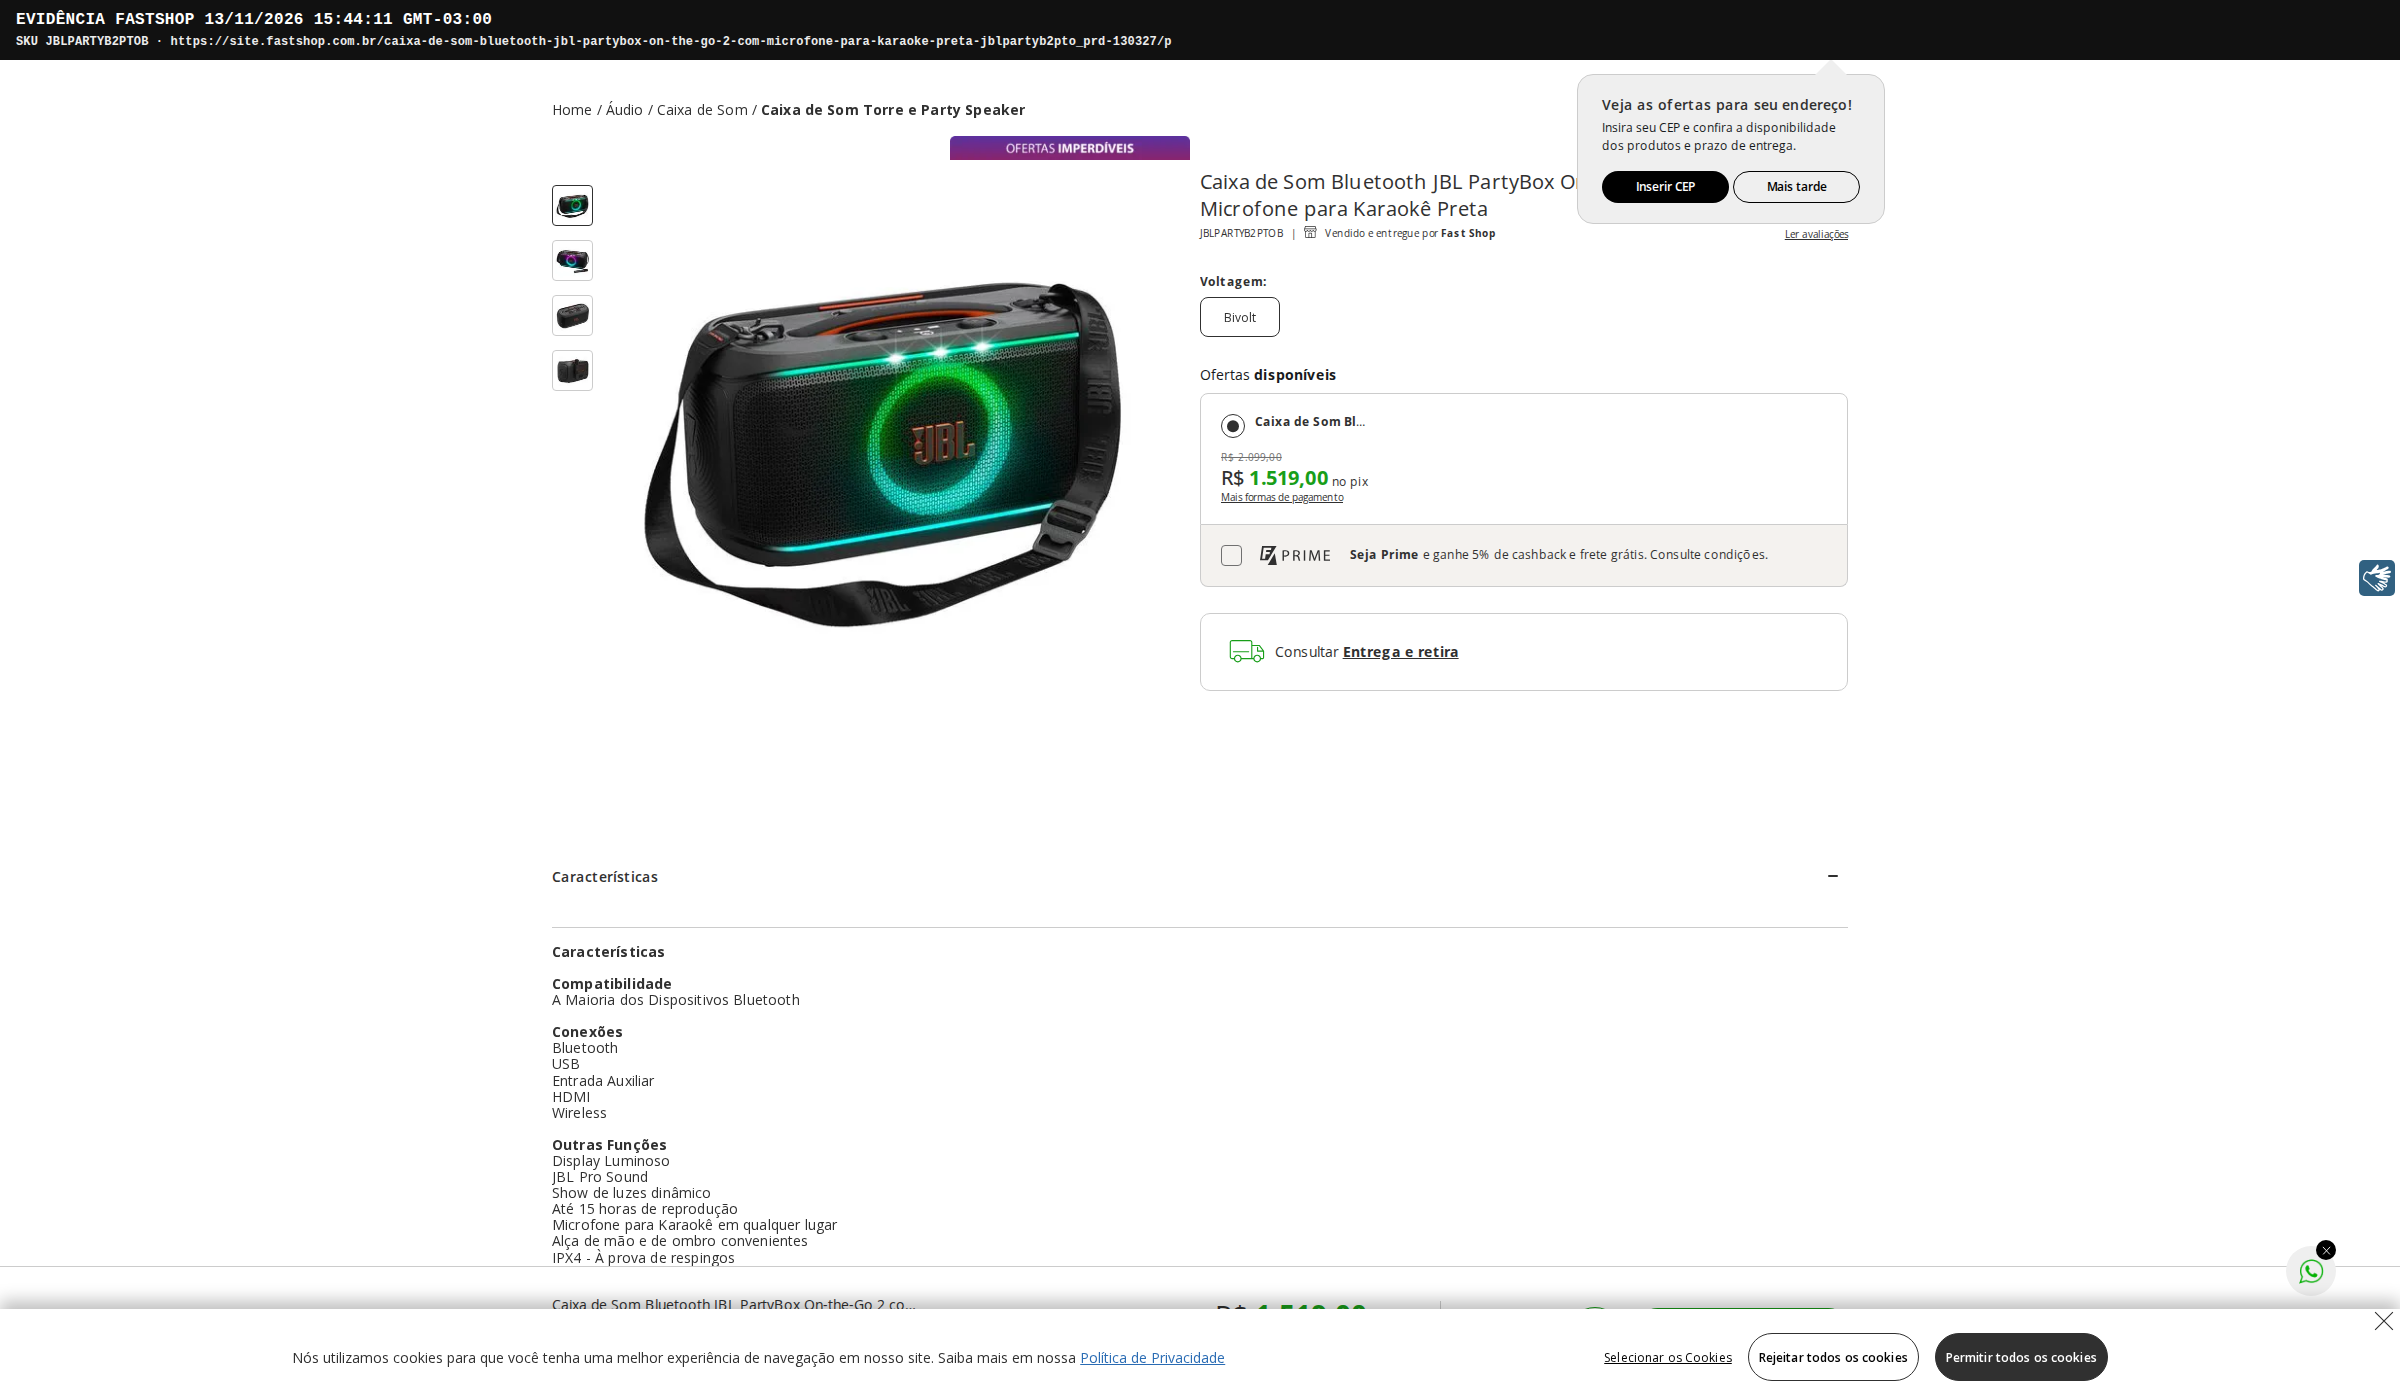 EVIDÊNCIA FASTSHOP 13/11/2026 15:44:11 GMT-03:00
SKU JBLPARTYB2PTOB · https://site.fastshop.com.br/caixa-de-som-bluetooth-jbl-partybox-on-the-go-2-com-microfone-para-karaoke-preta-jblpartyb2pto_prd-130327/p
Home / Áudio / Caixa de Som / Caixa de Som Torre e Party Speaker
Veja as ofertas para seu endereço!
Insira seu CEP e confira a disponibilidade
dos produtos e prazo de entrega.
Inserir CEP
Mais tarde
OFERTAS IMPERDÍVEIS
Caixa de Som Bluetooth JBL PartyBox
Microfone para Karaokê Preta
JBLPARTYB2PTOB | Vendido e entregue por Fast Shop
Ler avaliações
Voltagem:
Bivolt
JBL
Ofertas disponíveis
Caixa de Som Bl...
R$ 2.099,00
R$ 1.519,00 no pix
Mais formas de pagamento
PRIME Seja Prime e ganhe 5% de cashback e frete grátis. Consulte condições.
Consultar Entrega e retira
Características
Características
Compatibilidade
A Maioria dos Dispositivos Bluetooth
Conexões
Bluetooth
USB
Entrada Auxiliar
HDMI
Wireless
Outras Funções
Display Luminoso
JBL Pro Sound
Show de luzes dinâmico
Até 15 horas de reprodução
Microfone para Karaokê em qualquer lugar
Alça de mão e de ombro convenientes
IPX4 - À prova de respingos
Caixa de Som Bluetooth JBL PartyBox On-the-Go 2 co...
R$ 1.519,00
Nós utilizamos cookies para que você tenha uma melhor experiência de navegação em nosso site. Saiba mais em nossa Política de Privacidade
Selecionar os Cookies
Rejeitar todos os cookies
Permitir todos os cookies